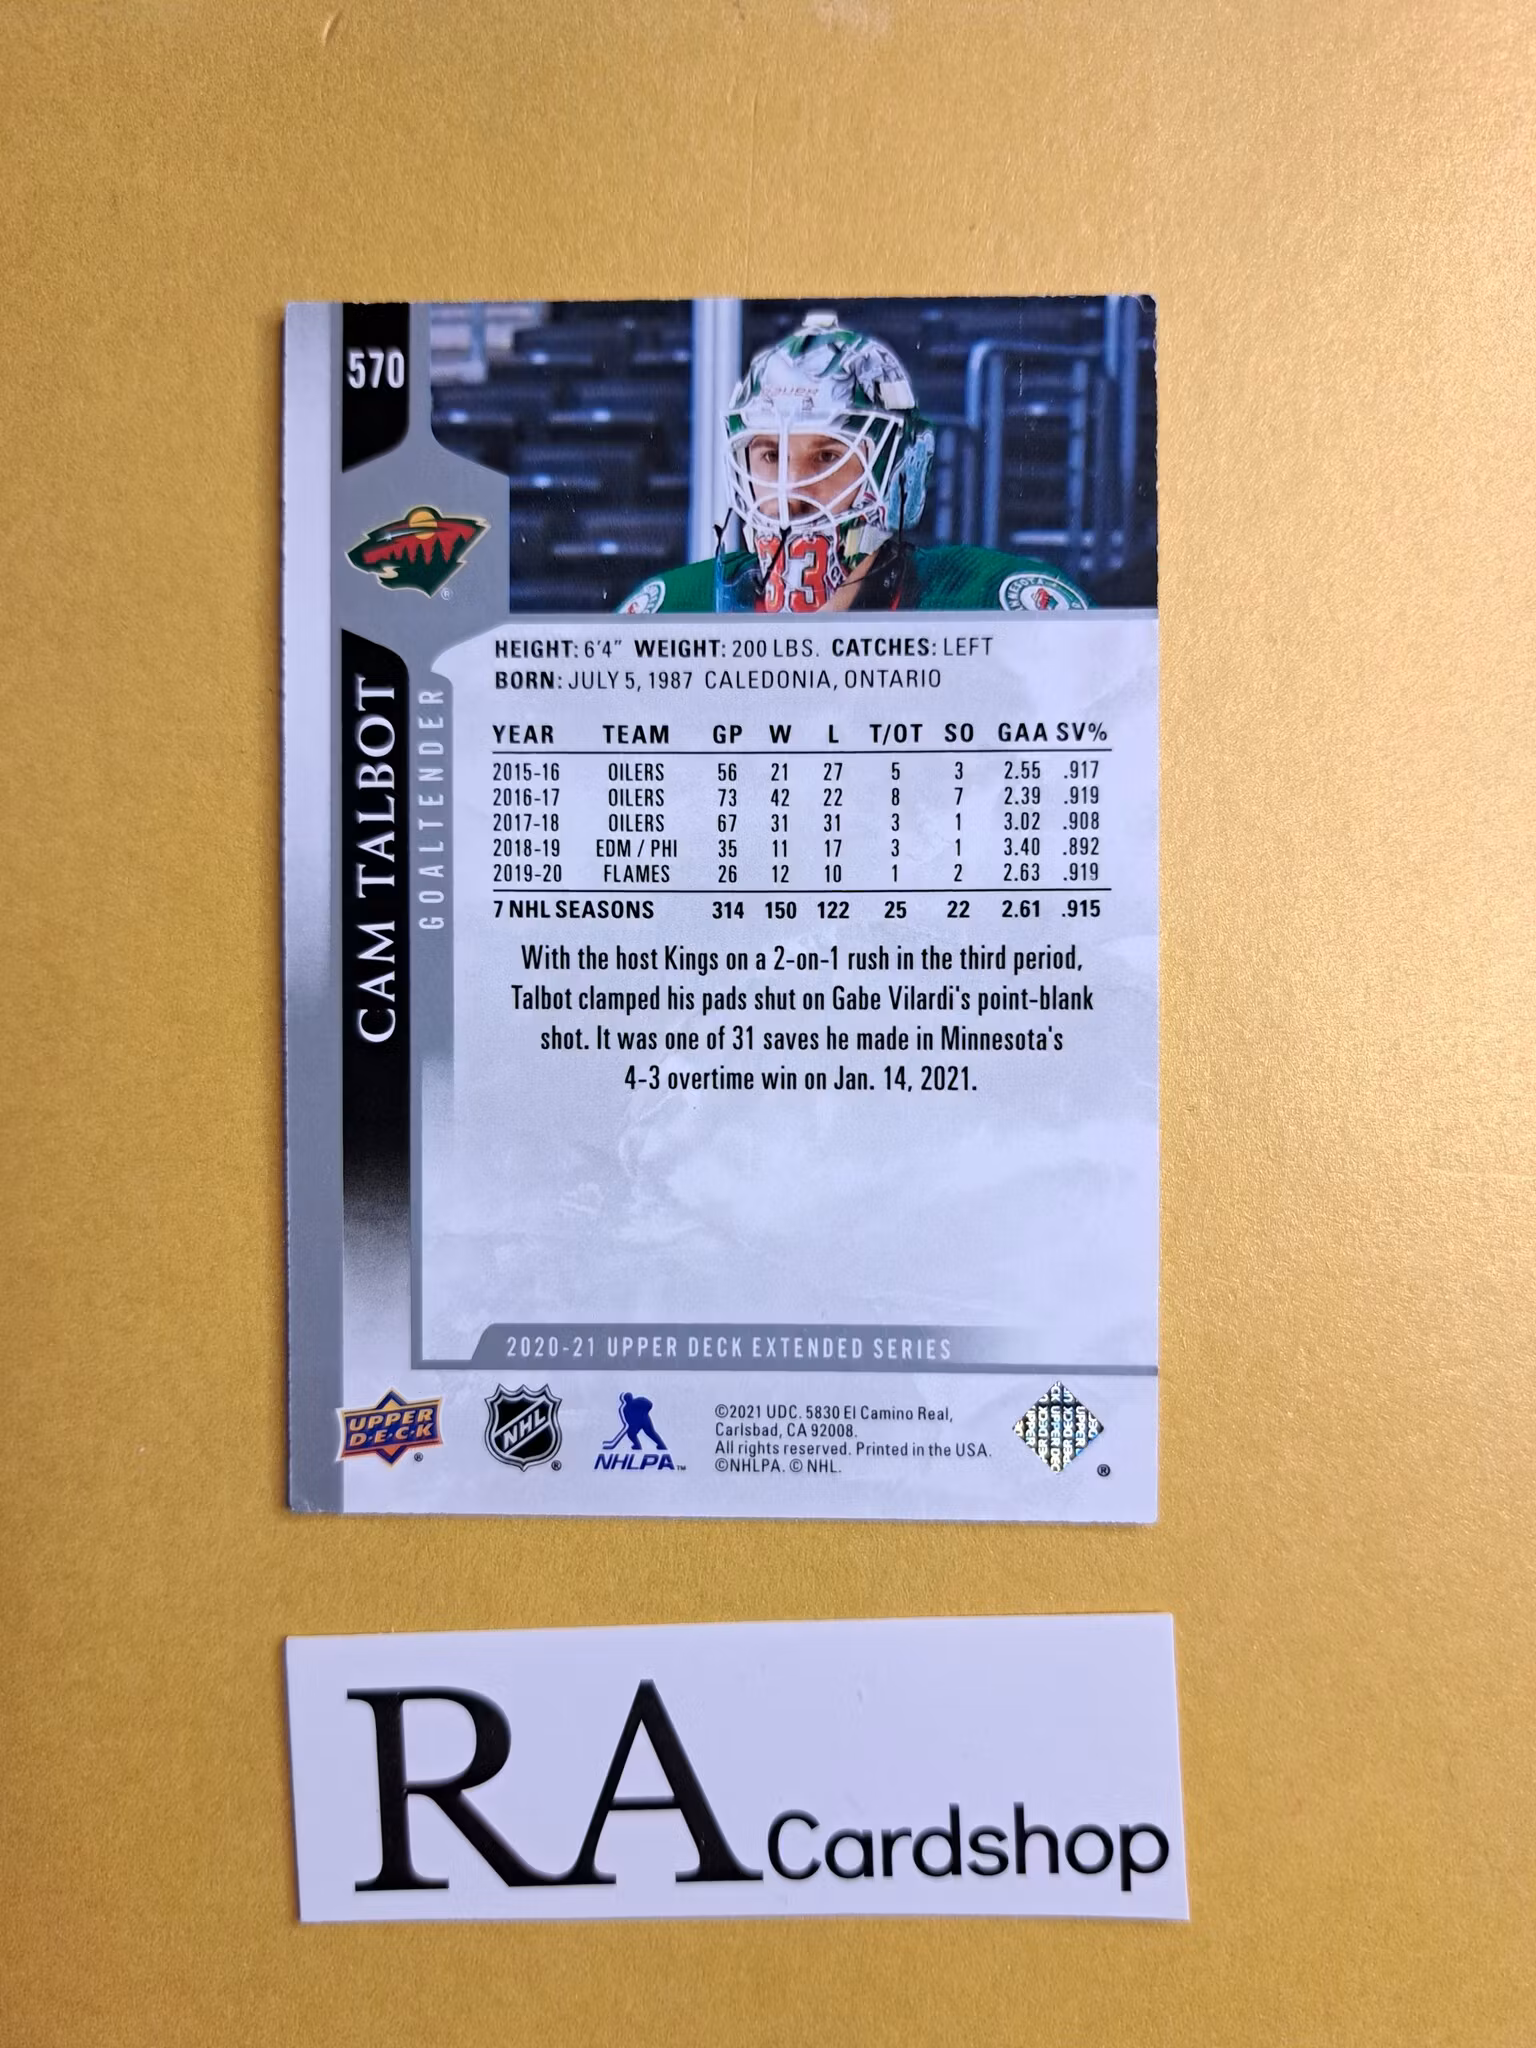 570
BAUER
33
MINNESOTA
CAM TALBOT
GOALTENDER
HEIGHT: 6'4" WEIGHT: 200 LBS. CATCHES: LEFT
BORN: JULY 5, 1987 CALEDONIA, ONTARIO
YEAR TEAM GP W L T/OT SO GAA SV%
2015-16 OILERS 56 21 27 5 3 2.55 .917
2016-17 OILERS 73 42 22 8 7 2.39 .919
2017-18 OILERS 67 31 31 3 1 3.02 .908
2018-19 EDM / PHI 35 11 17 3 1 3.40 .892
2019-20 FLAMES 26 12 10 1 2 2.63 .919
7 NHL SEASONS 314 150 122 25 22 2.61 .915
With the host Kings on a 2-on-1 rush in the third period,
Talbot clamped his pads shut on Gabe Vilardi's point-blank
shot. It was one of 31 saves he made in Minnesota's
4-3 overtime win on Jan. 14, 2021.
2020-21 UPPER DECK EXTENDED SERIES
UPPER
D•E•C•K
®
NHL
®
NHLPA™
©2021 UDC. 5830 El Camino Real,
Carlsbad, CA 92008.
All rights reserved. Printed in the USA.
©NHLPA. © NHL.
®
RA Cardshop